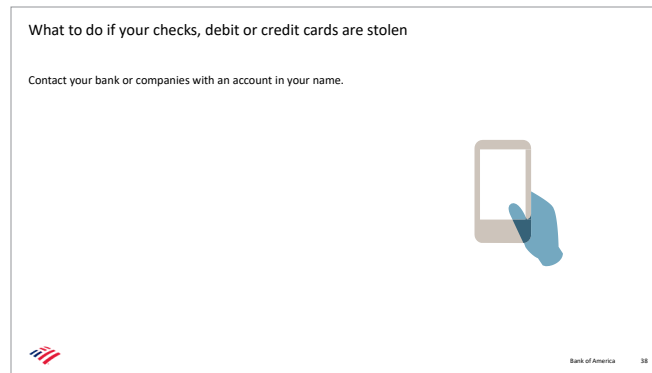 What to do if your checks, debit or credit cards are stolen
Contact your bank or companies with an account in your name.
Bank of America 38